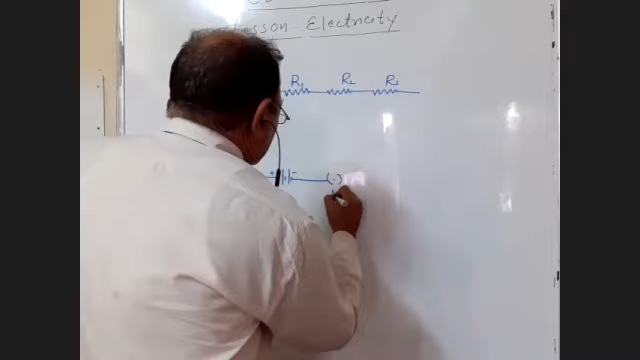 Lesson Electricity
R₁ R₂ R₃
+ -
(.)
K